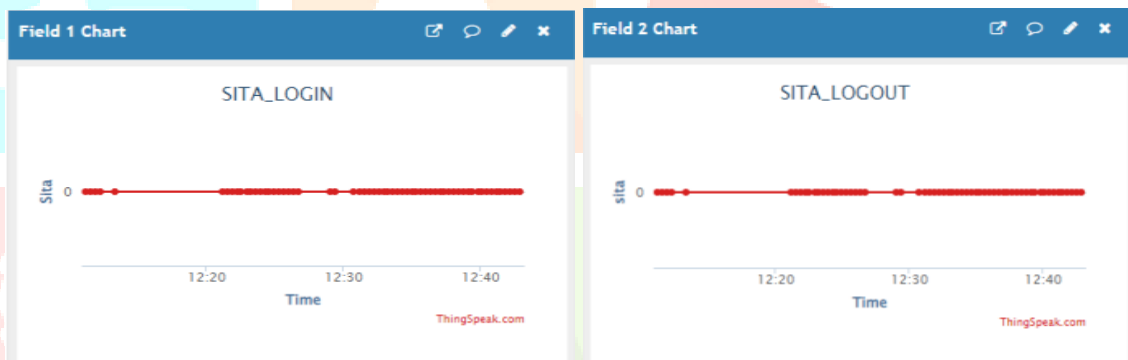 Field 1 Chart
SITA_LOGIN
Sita
0
12:20 12:30 12:40
Time
ThingSpeak.com
Field 2 Chart
SITA_LOGOUT
sita
0
12:20 12:30 12:40
Time
ThingSpeak.com